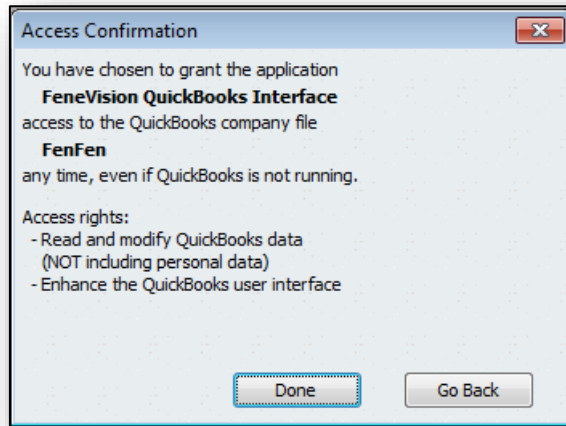 Access Confirmation
You have chosen to grant the application
FeneVision QuickBooks Interface
access to the QuickBooks company file
FenFen
any time, even if QuickBooks is not running.
Access rights:
- Read and modify QuickBooks data
(NOT including personal data)
- Enhance the QuickBooks user interface
Done
Go Back